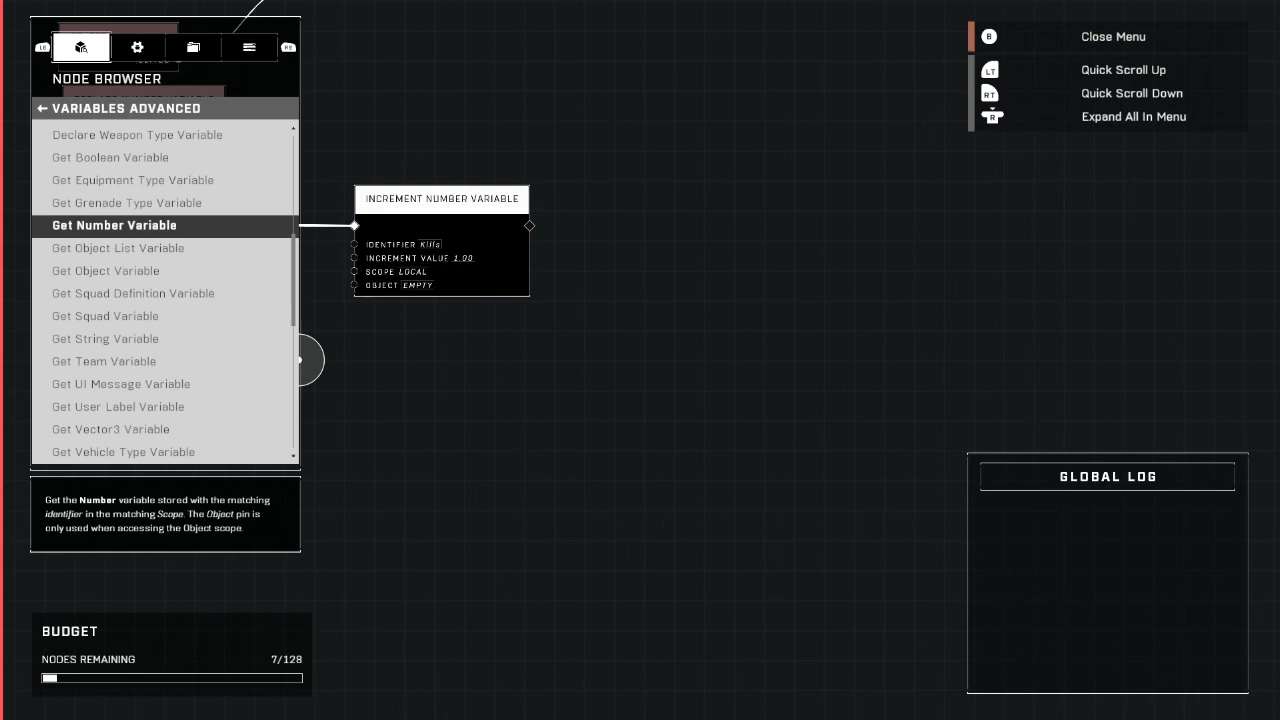 LB
RB
NODE BROWSER
VARIABLES ADVANCED
Declare Weapon Type Variable
Get Boolean Variable
Get Equipment Type Variable
Get Grenade Type Variable
Get Number Variable
Get Object List Variable
Get Object Variable
Get Squad Definition Variable
Get Squad Variable
Get String Variable
Get Team Variable
Get UI Message Variable
Get User Label Variable
Get Vector3 Variable
Get Vehicle Type Variable
Get the Number variable stored with the matching
identifier in the matching Scope. The Object pin is
only used when accessing the Object scope.
BUDGET
NODES REMAINING 7/128
INCREMENT NUMBER VARIABLE
IDENTIFIER Kills
INCREMENT VALUE 1.00
SCOPE LOCAL
OBJECT EMPTY
B Close Menu
LT Quick Scroll Up
RT Quick Scroll Down
R Expand All In Menu
GLOBAL LOG